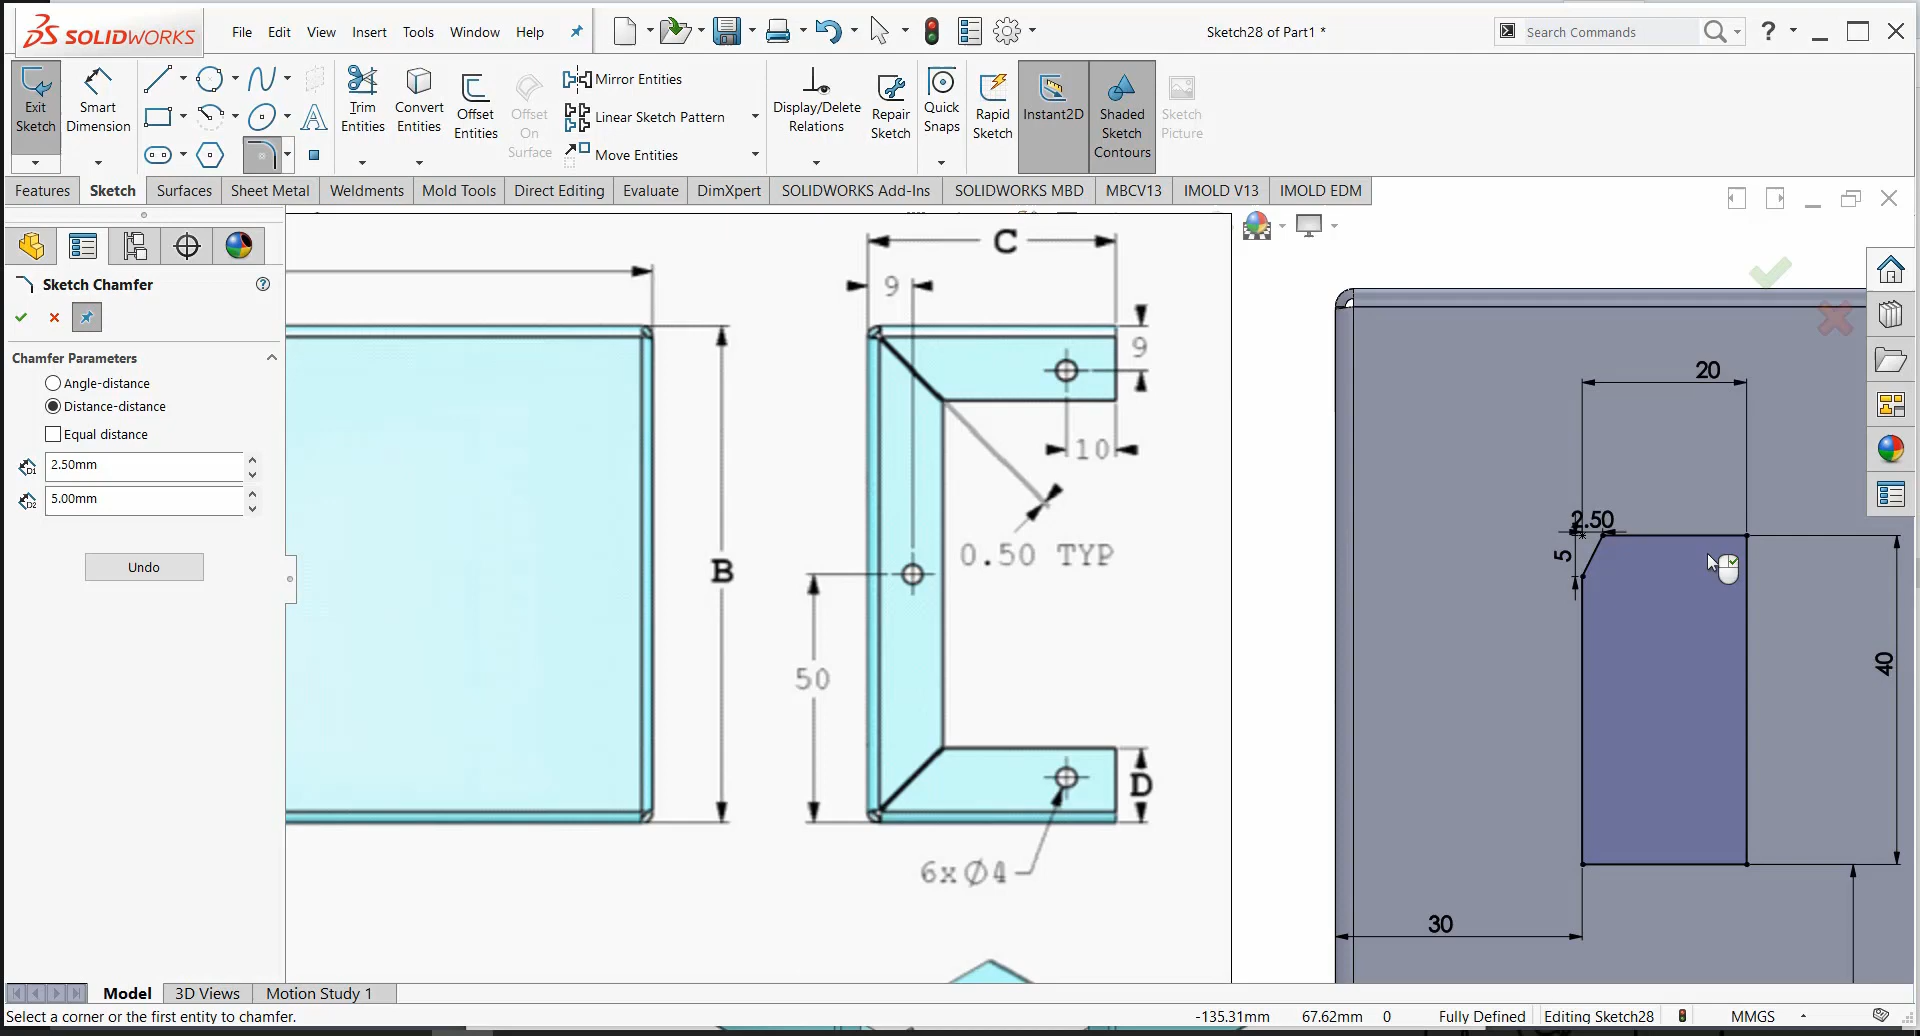 SOLIDWORKS
File Edit View Insert Tools Window Help
Sketch28 of Part1 *
Search Commands
?
Exit Sketch
Smart Dimension
Trim Entities
Convert Entities
Offset Entities
Offset On Surface
Mirror Entities
Linear Sketch Pattern
Move Entities
Display/Delete Relations
Repair Sketch
Quick Snaps
Rapid Sketch
Instant2D
Shaded Sketch Contours
Sketch Picture
Features Sketch Surfaces Sheet Metal Weldments Mold Tools Direct Editing Evaluate DimXpert SOLIDWORKS Add-Ins SOLIDWORKS MBD MBCV13 IMOLD V13 IMOLD EDM
Sketch Chamfer
Chamfer Parameters
Angle-distance
Distance-distance
Equal distance
D1 2.50mm
D2 5.00mm
Undo
C
9
9
10
0.50 TYP
B
50
D
6xØ4
20
2.50
5
40
30
Model 3D Views Motion Study 1
Select a corner or the first entity to chamfer.
-135.31mm 67.62mm 0 Fully Defined Editing Sketch28 MMGS